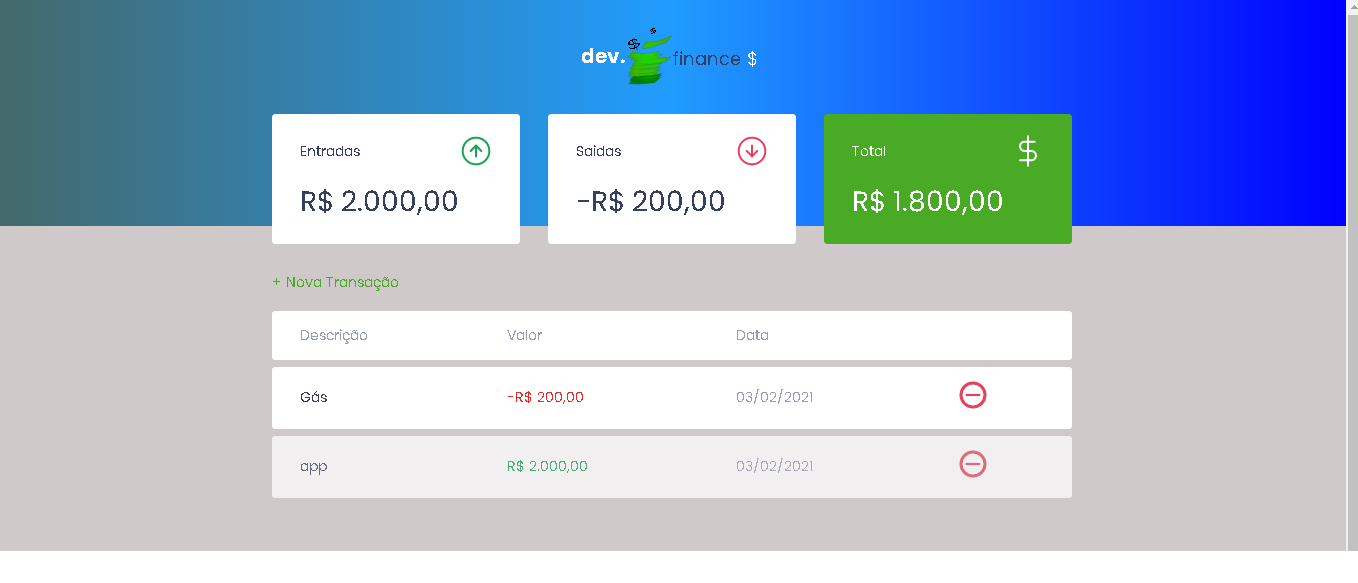 dev. finance $
Entradas
R$ 2.000,00
Saidas
-R$ 200,00
Total
$
R$ 1.800,00
+ Nova Transação
Descrição Valor Data
Gás -R$ 200,00 03/02/2021
app R$ 2.000,00 03/02/2021